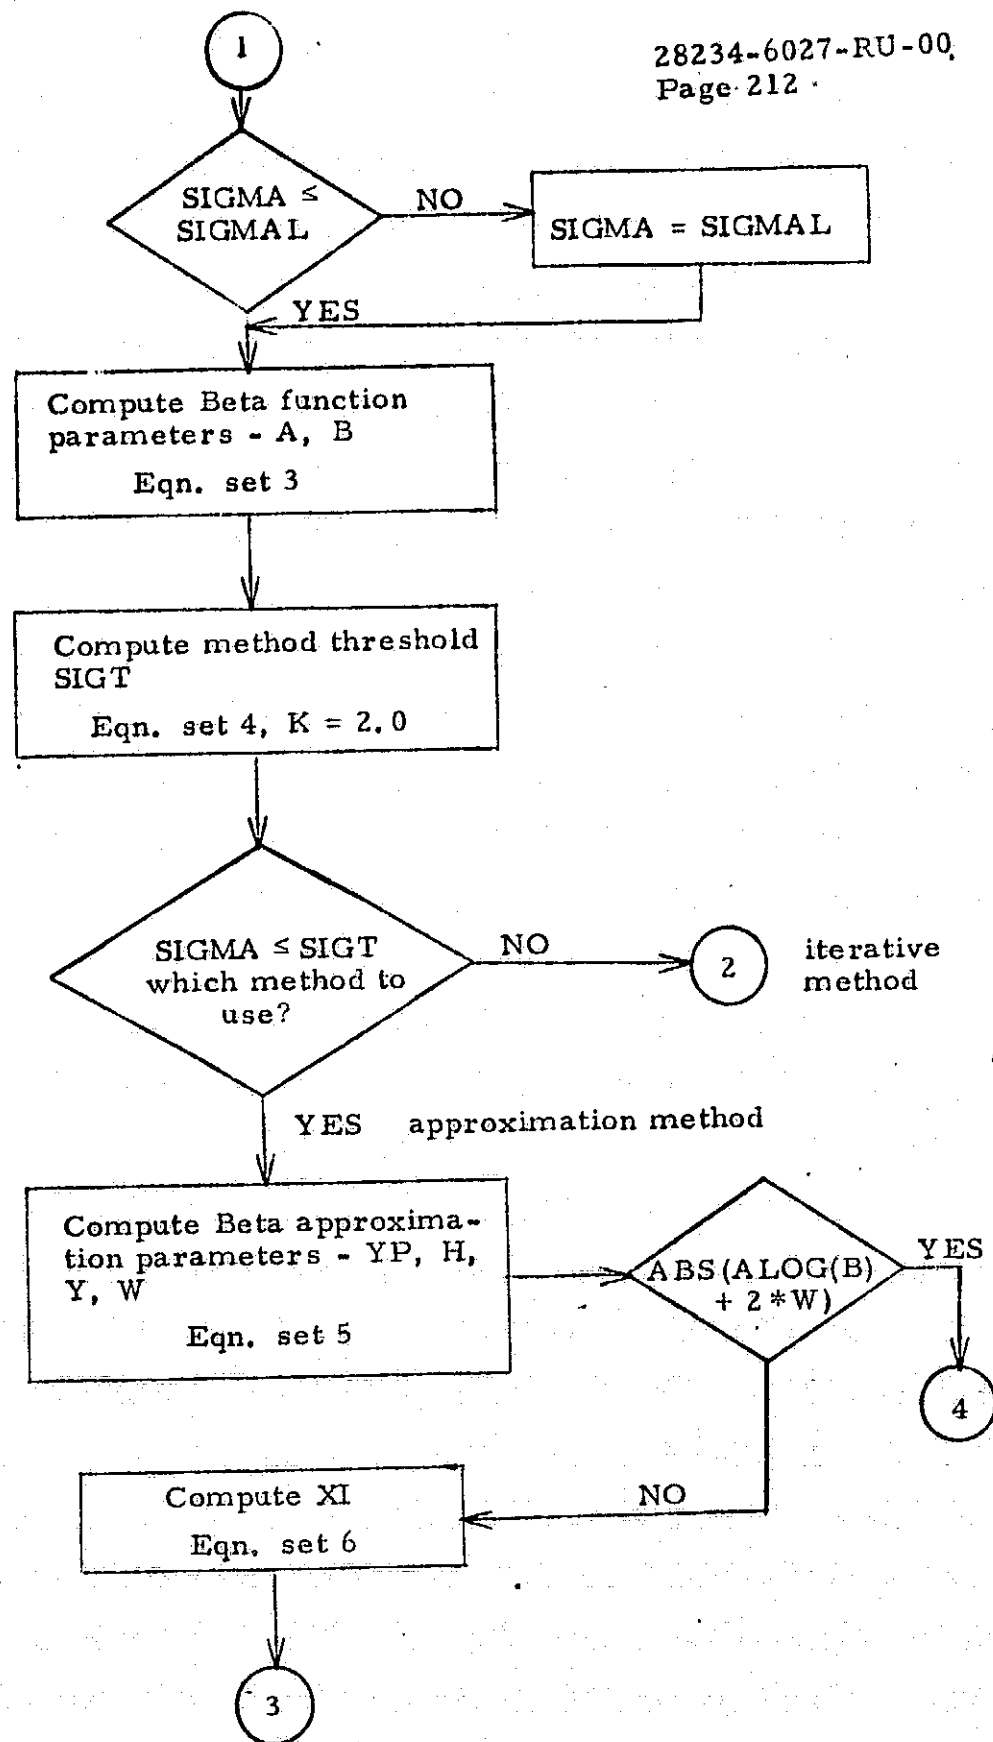 1
28234-6027-RU-00
Page 212
SIGMA ≤
SIGMAL
NO
SIGMA = SIGMAL
YES
Compute Beta function
parameters - A, B
Eqn. set 3
Compute method threshold
SIGT
Eqn. set 4, K = 2.0
SIGMA ≤ SIGT
which method to
use?
NO
2
iterative
method
YES approximation method
Compute Beta approxima-
tion parameters - YP, H,
Y, W
Eqn. set 5
ABS(ALOG(B)
+ 2*W)
YES
4
Compute XI
Eqn. set 6
NO
3